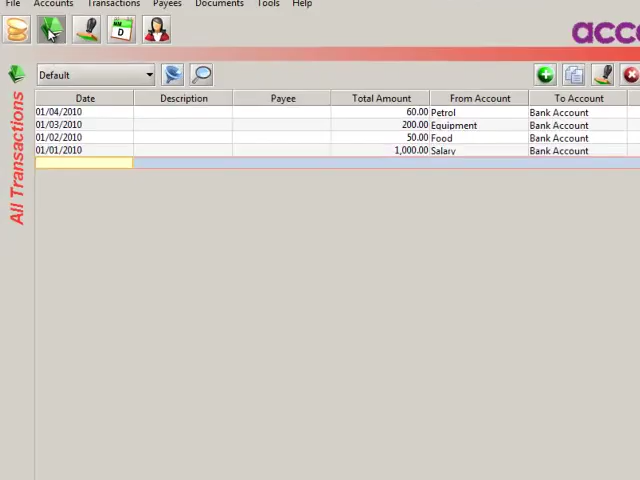 File Accounts Transactions Payees Documents Tools Help
acco
Default
Date Description Payee Total Amount From Account To Account
01/04/2010 60.00 Petrol Bank Account
01/03/2010 200.00 Equipment Bank Account
01/02/2010 50.00 Food Bank Account
01/01/2010 1,000.00 Salary Bank Account
All Transactions